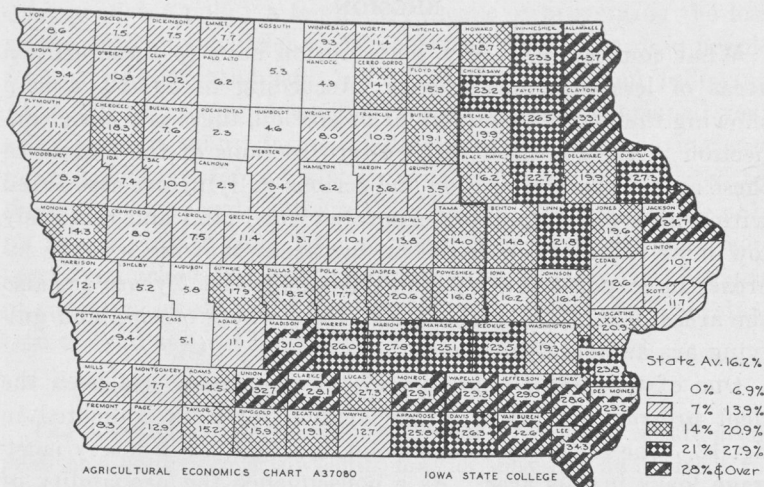 LYON OSCEOLA DICKINSON EMMET KOSSUTH WINNEBAGO WORTH MITCHELL HOWARD WINNESHIEK ALLAMAKEE
8.6 7.5 7.5 7.7 5.3 9.3 11.4 9.4 18.7 23.3 43.7
SIOUX O'BRIEN CLAY PALO ALTO HANCOCK CERRO GORDO FLOYD CHICKASAW
9.4 10.8 10.2 6.2 4.9 14.1 15.3 23.2
PLYMOUTH CHEROKEE BUENA VISTA POCAHONTAS HUMBOLDT WRIGHT FRANKLIN BUTLER BREMER FAYETTE CLAYTON
11.1 18.3 7.6 2.3 4.6 8.0 10.9 19.1 19.9 26.5 33.1
WOODBURY IDA SAC CALHOUN WEBSTER HAMILTON HARDIN GRUNDY BLACK HAWK BUCHANAN DELAWARE DUBUQUE
8.9 7.4 10.0 2.9 9.4 6.2 13.6 13.5 16.2 22.7 19.9 27.3
MONONA CRAWFORD CARROLL GREENE BOONE STORY MARSHALL TAMA BENTON LINN JONES JACKSON
14.3 8.0 7.5 11.4 13.7 10.1 13.8 14.0 14.8 21.8 19.6 34.7
CLINTON
10.7
HARRISON SHELBY AUDUBON GUTHRIE DALLAS POLK JASPER POWESHIEK IOWA JOHNSON CEDAR SCOTT
12.1 5.2 5.8 17.9 18.2 17.7 20.6 16.8 16.2 16.4 12.6 11.7
MUSCATINE
20.9
POTTAWATTAMIE CASS ADAIR MADISON WARREN MARION MAHASKA KEOKUK WASHINGTON LOUISA
9.4 5.1 11.1 31.0 26.0 27.8 25.1 23.5 19.3 23.8
MILLS MONTGOMERY ADAMS UNION CLARKE LUCAS MONROE WAPELLO JEFFERSON HENRY DES MOINES
8.0 7.7 14.5 32.7 28.1 27.3 29.1 29.3 29.0 28.6 29.2
FREMONT PAGE TAYLOR RINGGOLD DECATUR WAYNE APPANOOSE DAVIS VAN BUREN LEE
8.3 12.9 15.2 15.9 19.1 12.7 25.8 26.3 42.6 34.3
State Av. 16.2%
0% 6.9%
7% 13.9%
14% 20.9%
21% 27.9%
28% & Over
AGRICULTURAL ECONOMICS CHART A37080 IOWA STATE COLLEGE